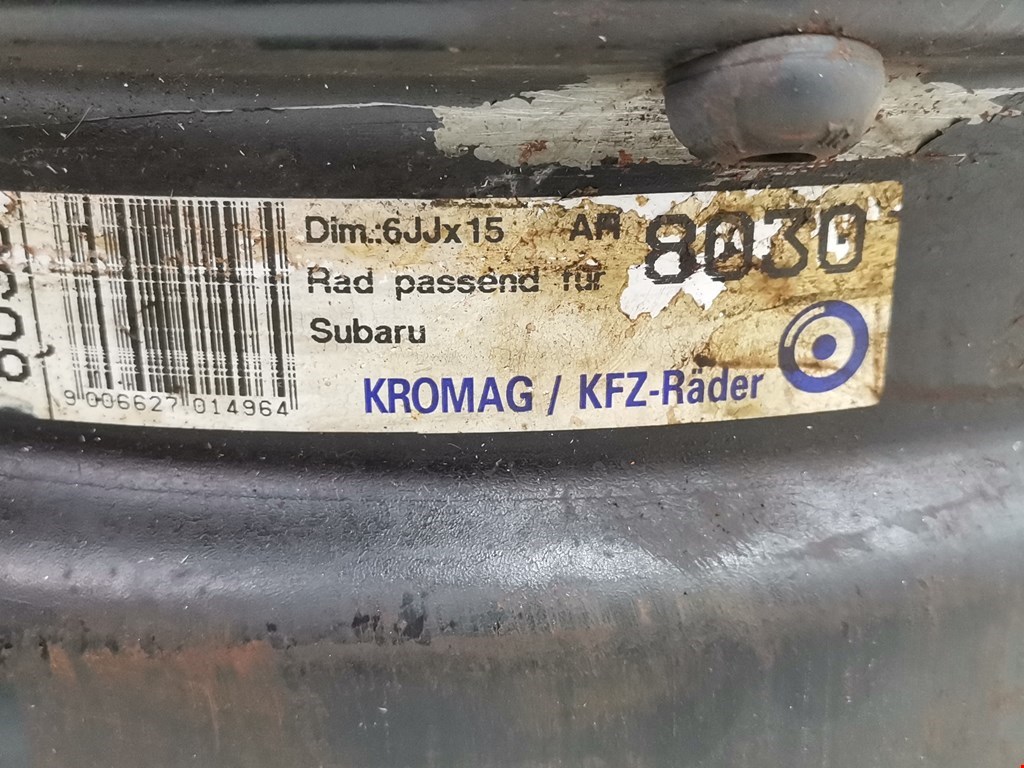 Dim.:6JJx15 8030
Rad passend für
Subaru
KROMAG / KFZ-Räder
9 006627 014964